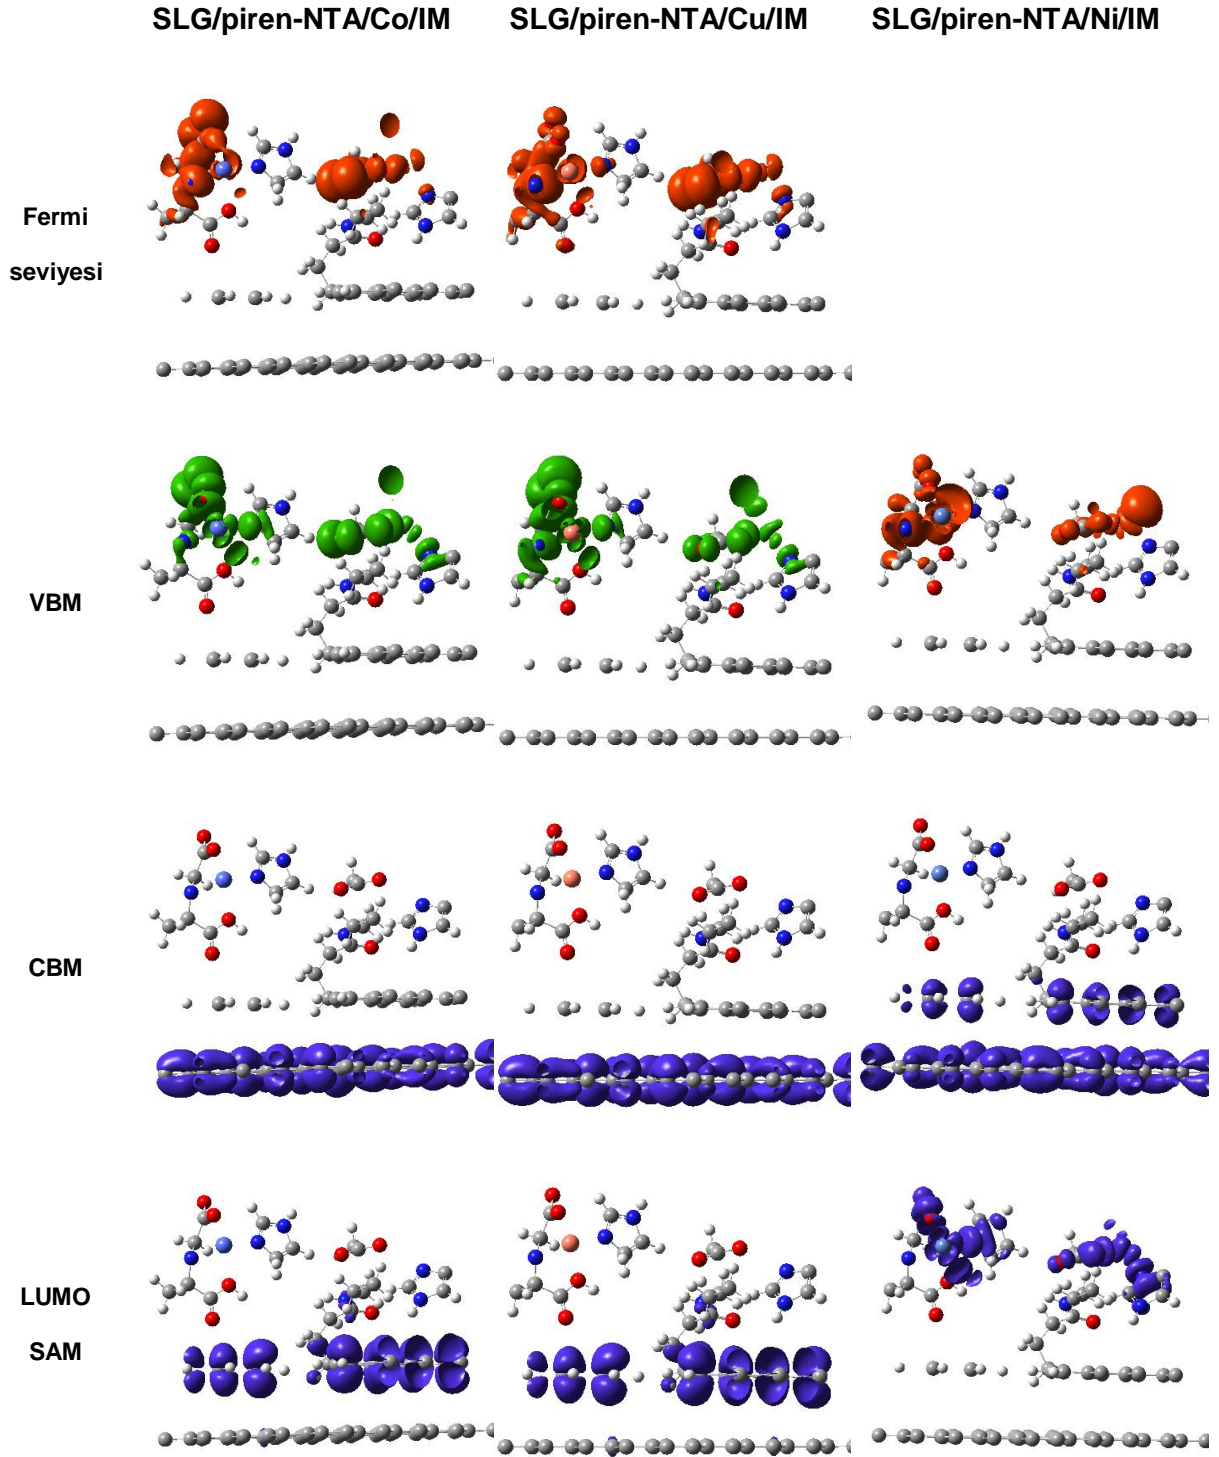 SLG/piren-NTA/Co/IM SLG/piren-NTA/Cu/IM SLG/piren-NTA/Ni/IM
Fermi
seviyesi
VBM
CBM
LUMO
SAM